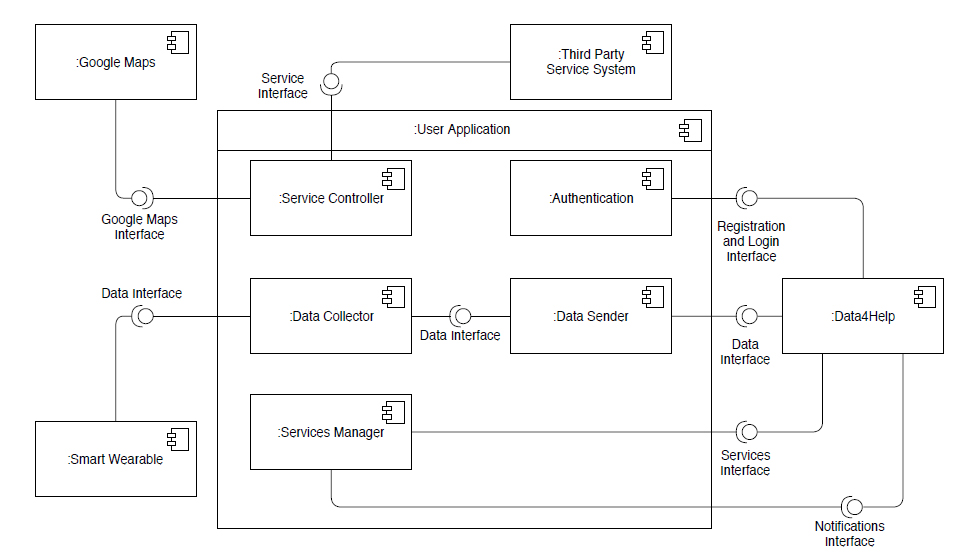 :Google Maps
:Third Party
Service System
Service
Interface
:User Application
:Service Controller
:Authentication
Google Maps
Interface
Registration
and Login
Interface
Data Interface
:Data Collector
Data Interface
:Data Sender
Data
Interface
:Data4Help
:Services Manager
:Smart Wearable
Services
Interface
Notifications
Interface